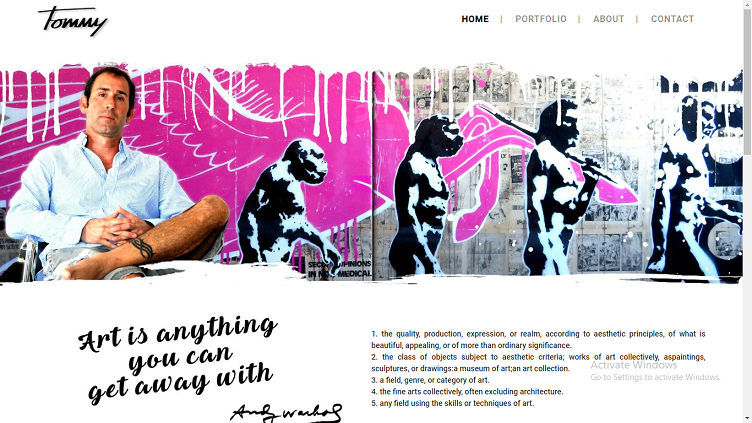 Tommy
HOME | PORTFOLIO | ABOUT | CONTACT
SECOND OPINIONS
IN NO MEDICAL
Art is anything
you can
get away with
Andy Warhol
1. the quality, production, expression, or realm, according to aesthetic principles, of what is
beautiful, appealing, or of more than ordinary significance.
2. the class of objects subject to aesthetic criteria; works of art collectively, aspaintings,
sculptures, or drawings:a museum of art;an art collection.
3. a field, genre, or category of art.
4. the fine arts collectively, often excluding architecture.
5. any field using the skills or techniques of art.
Activate Windows
Go to Settings to activate Windows.